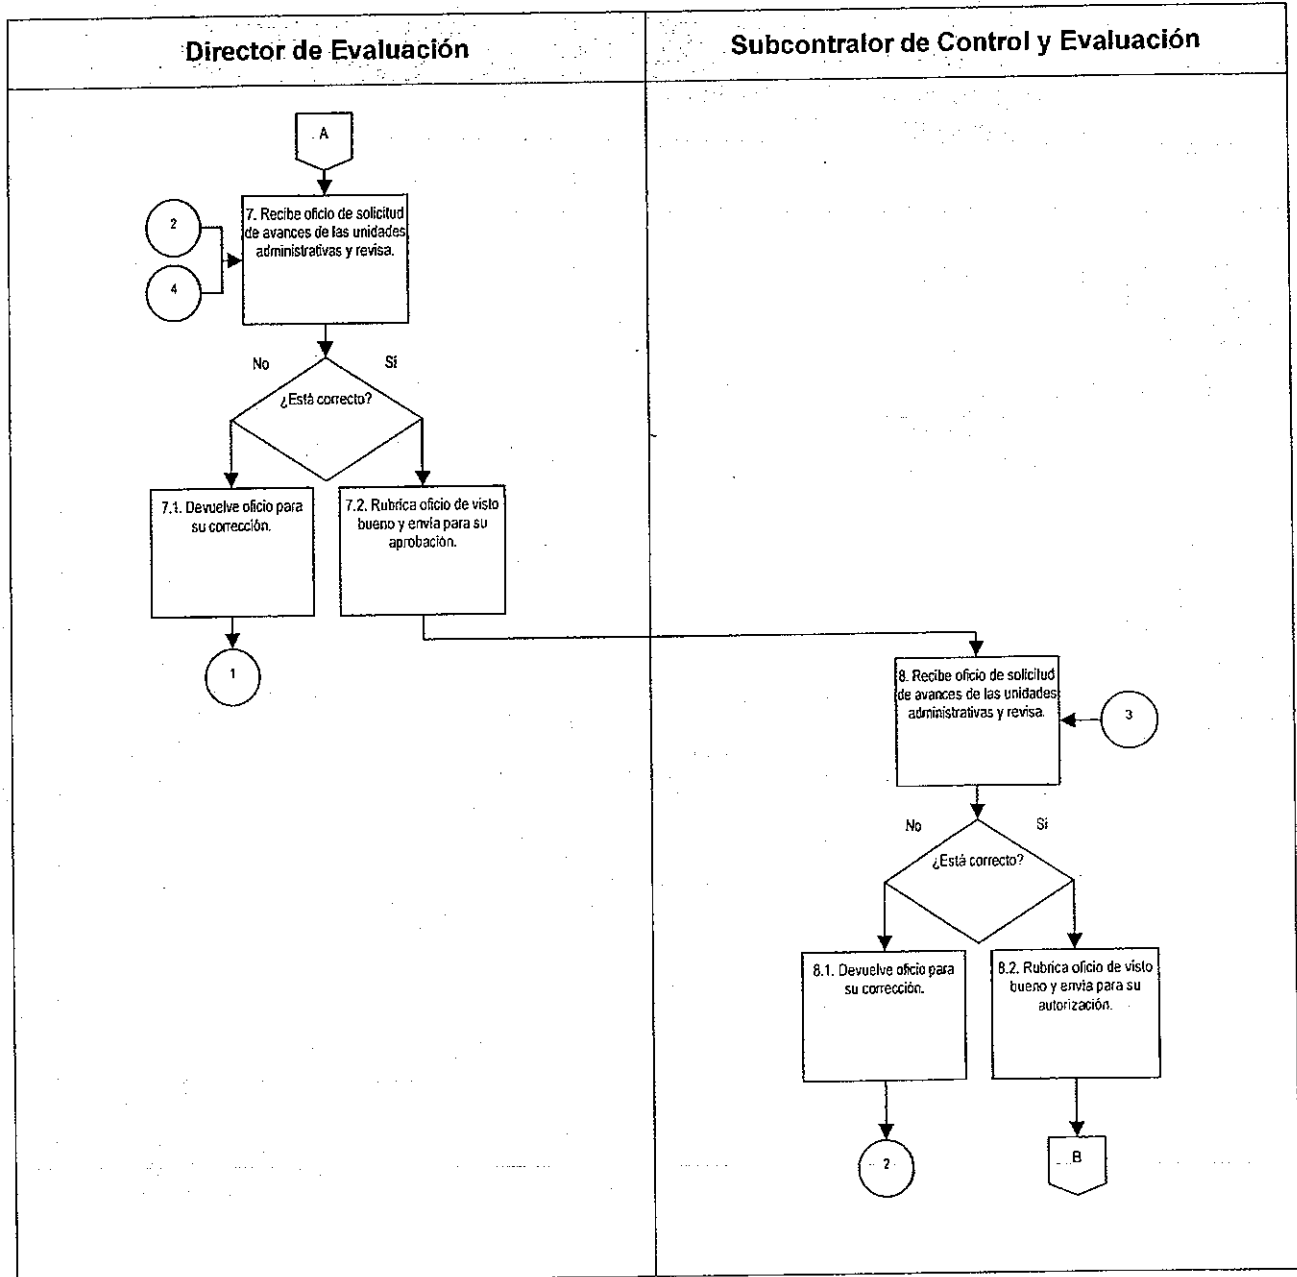 Director de Evaluación
Subcontralor de Control y Evaluación
A
2
4
7. Recibe oficio de solicitud
de avances de las unidades
administrativas y revisa.
No
Sí
¿Está correcto?
7.1. Devuelve oficio para
su corrección.
7.2. Rubrica oficio de visto
bueno y envía para su
aprobación.
1
8. Recibe oficio de solicitud
de avances de las unidades
administrativas y revisa.
3
No
Sí
¿Está correcto?
8.1. Devuelve oficio para
su corrección.
8.2. Rubrica oficio de visto
bueno y envía para su
autorización.
2
B